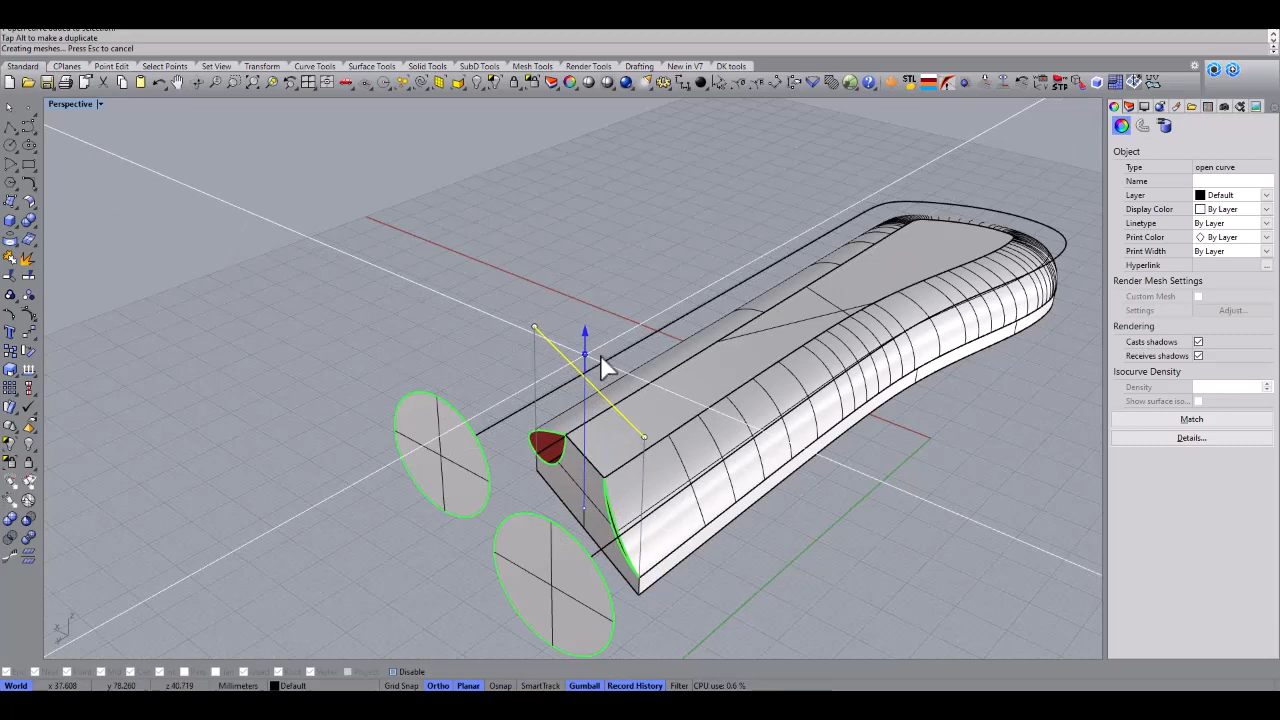 Tap Alt to make a duplicate
Creating meshes... Press Esc to cancel
Standard CPlanes Point Edit Select Points Set View Transform Curve Tools Surface Tools Solid Tools SubD Tools Mesh Tools Render Tools Drafting New in V7 DK tools
STL STP UV
Perspective
Object
Type open curve
Name
Layer Default
Display Color By Layer
Linetype By Layer
Print Color By Layer
Print Width By Layer
Hyperlink ...
Render Mesh Settings
Custom Mesh
Settings Adjust...
Rendering
Casts shadows
Receives shadows
Isocurve Density
Density
Show surface iso...
Match
Details...
Disable
World x 37.608 y 78.260 z 40.719 Millimeters Default Grid Snap Ortho Planar Osnap SmartTrack Gumball Record History Filter CPU use: 0.6 %